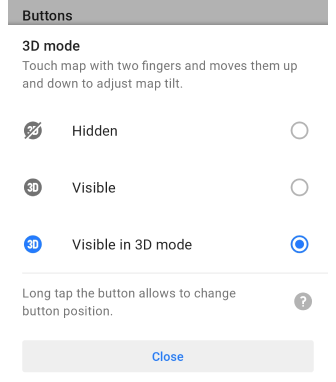 Buttons
3D mode
Touch map with two fingers and moves them up
and down to adjust map tilt.
3D Hidden
3D Visible
3D Visible in 3D mode
Long tap the button allows to change
button position.
?
Close